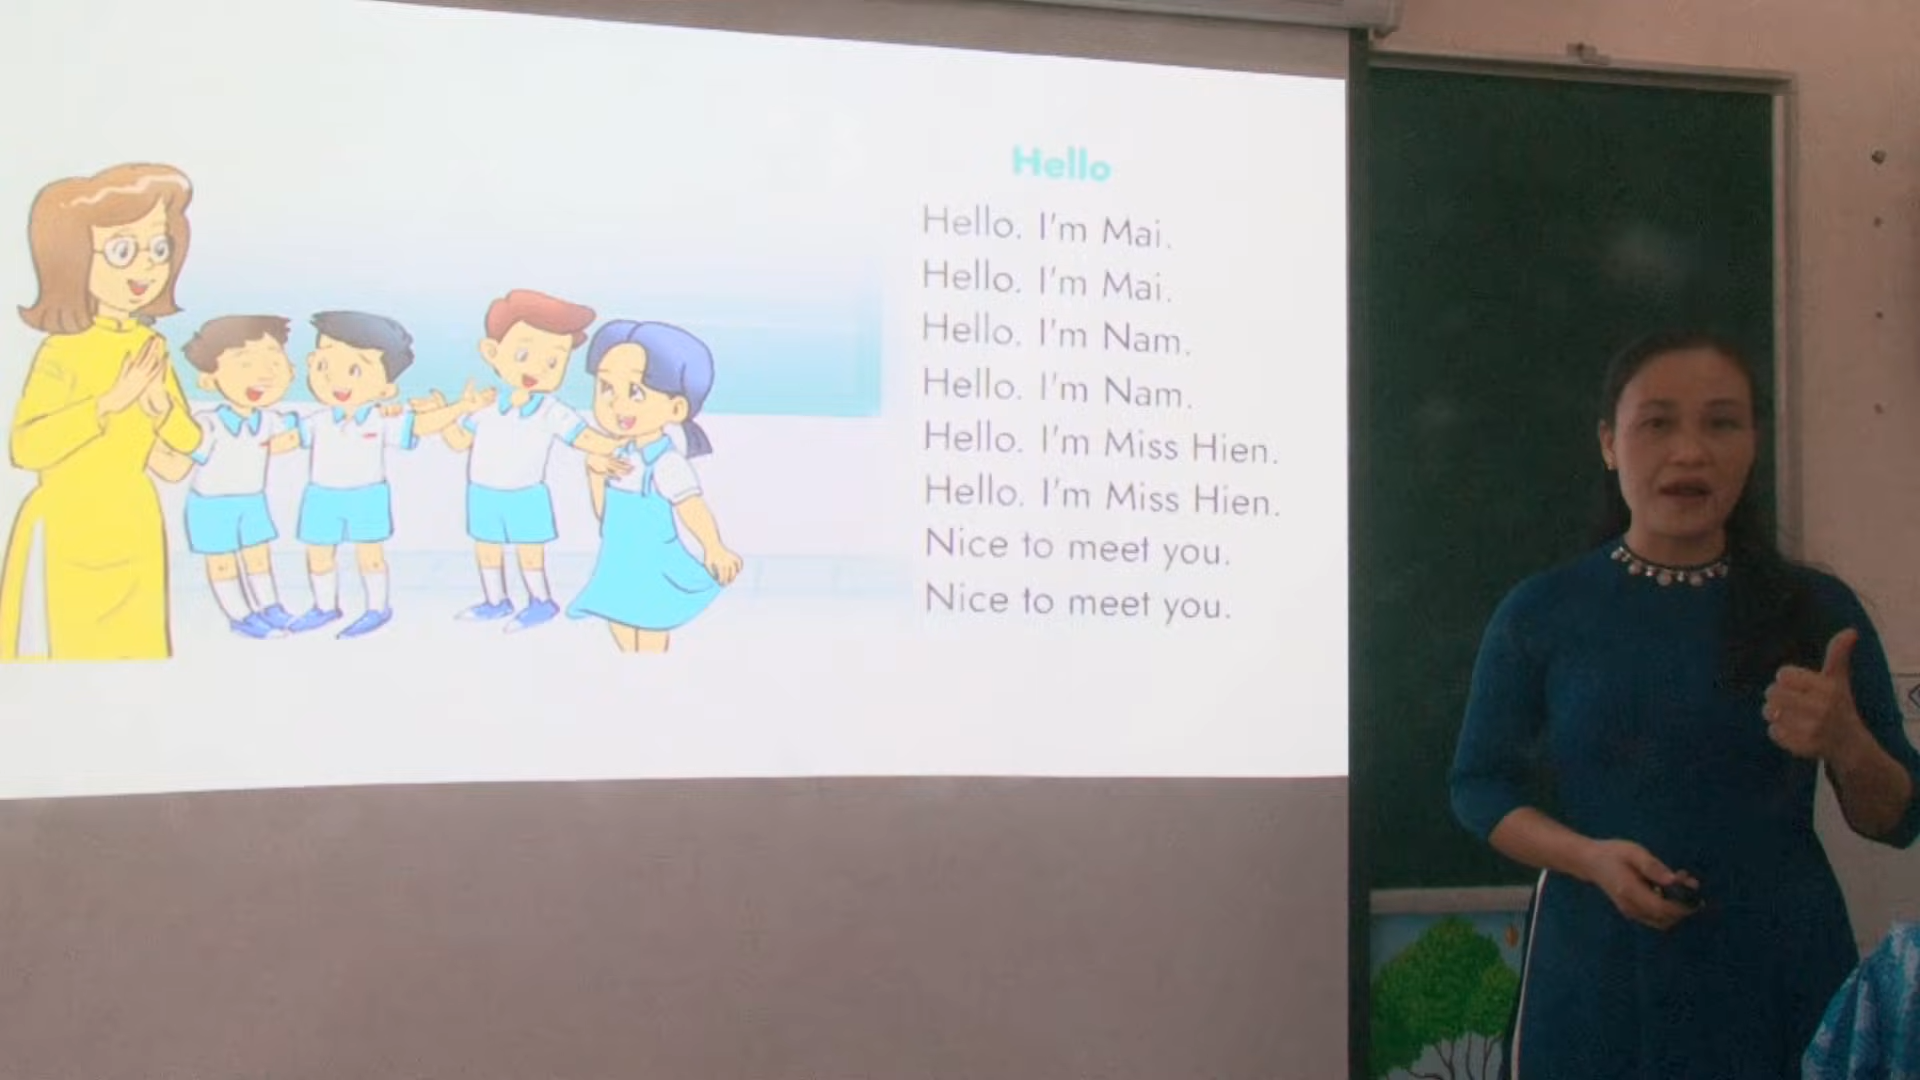 Hello
Hello. I'm Mai.
Hello. I'm Mai.
Hello. I'm Nam.
Hello. I'm Nam.
Hello. I'm Miss Hien.
Hello. I'm Miss Hien.
Nice to meet you.
Nice to meet you.